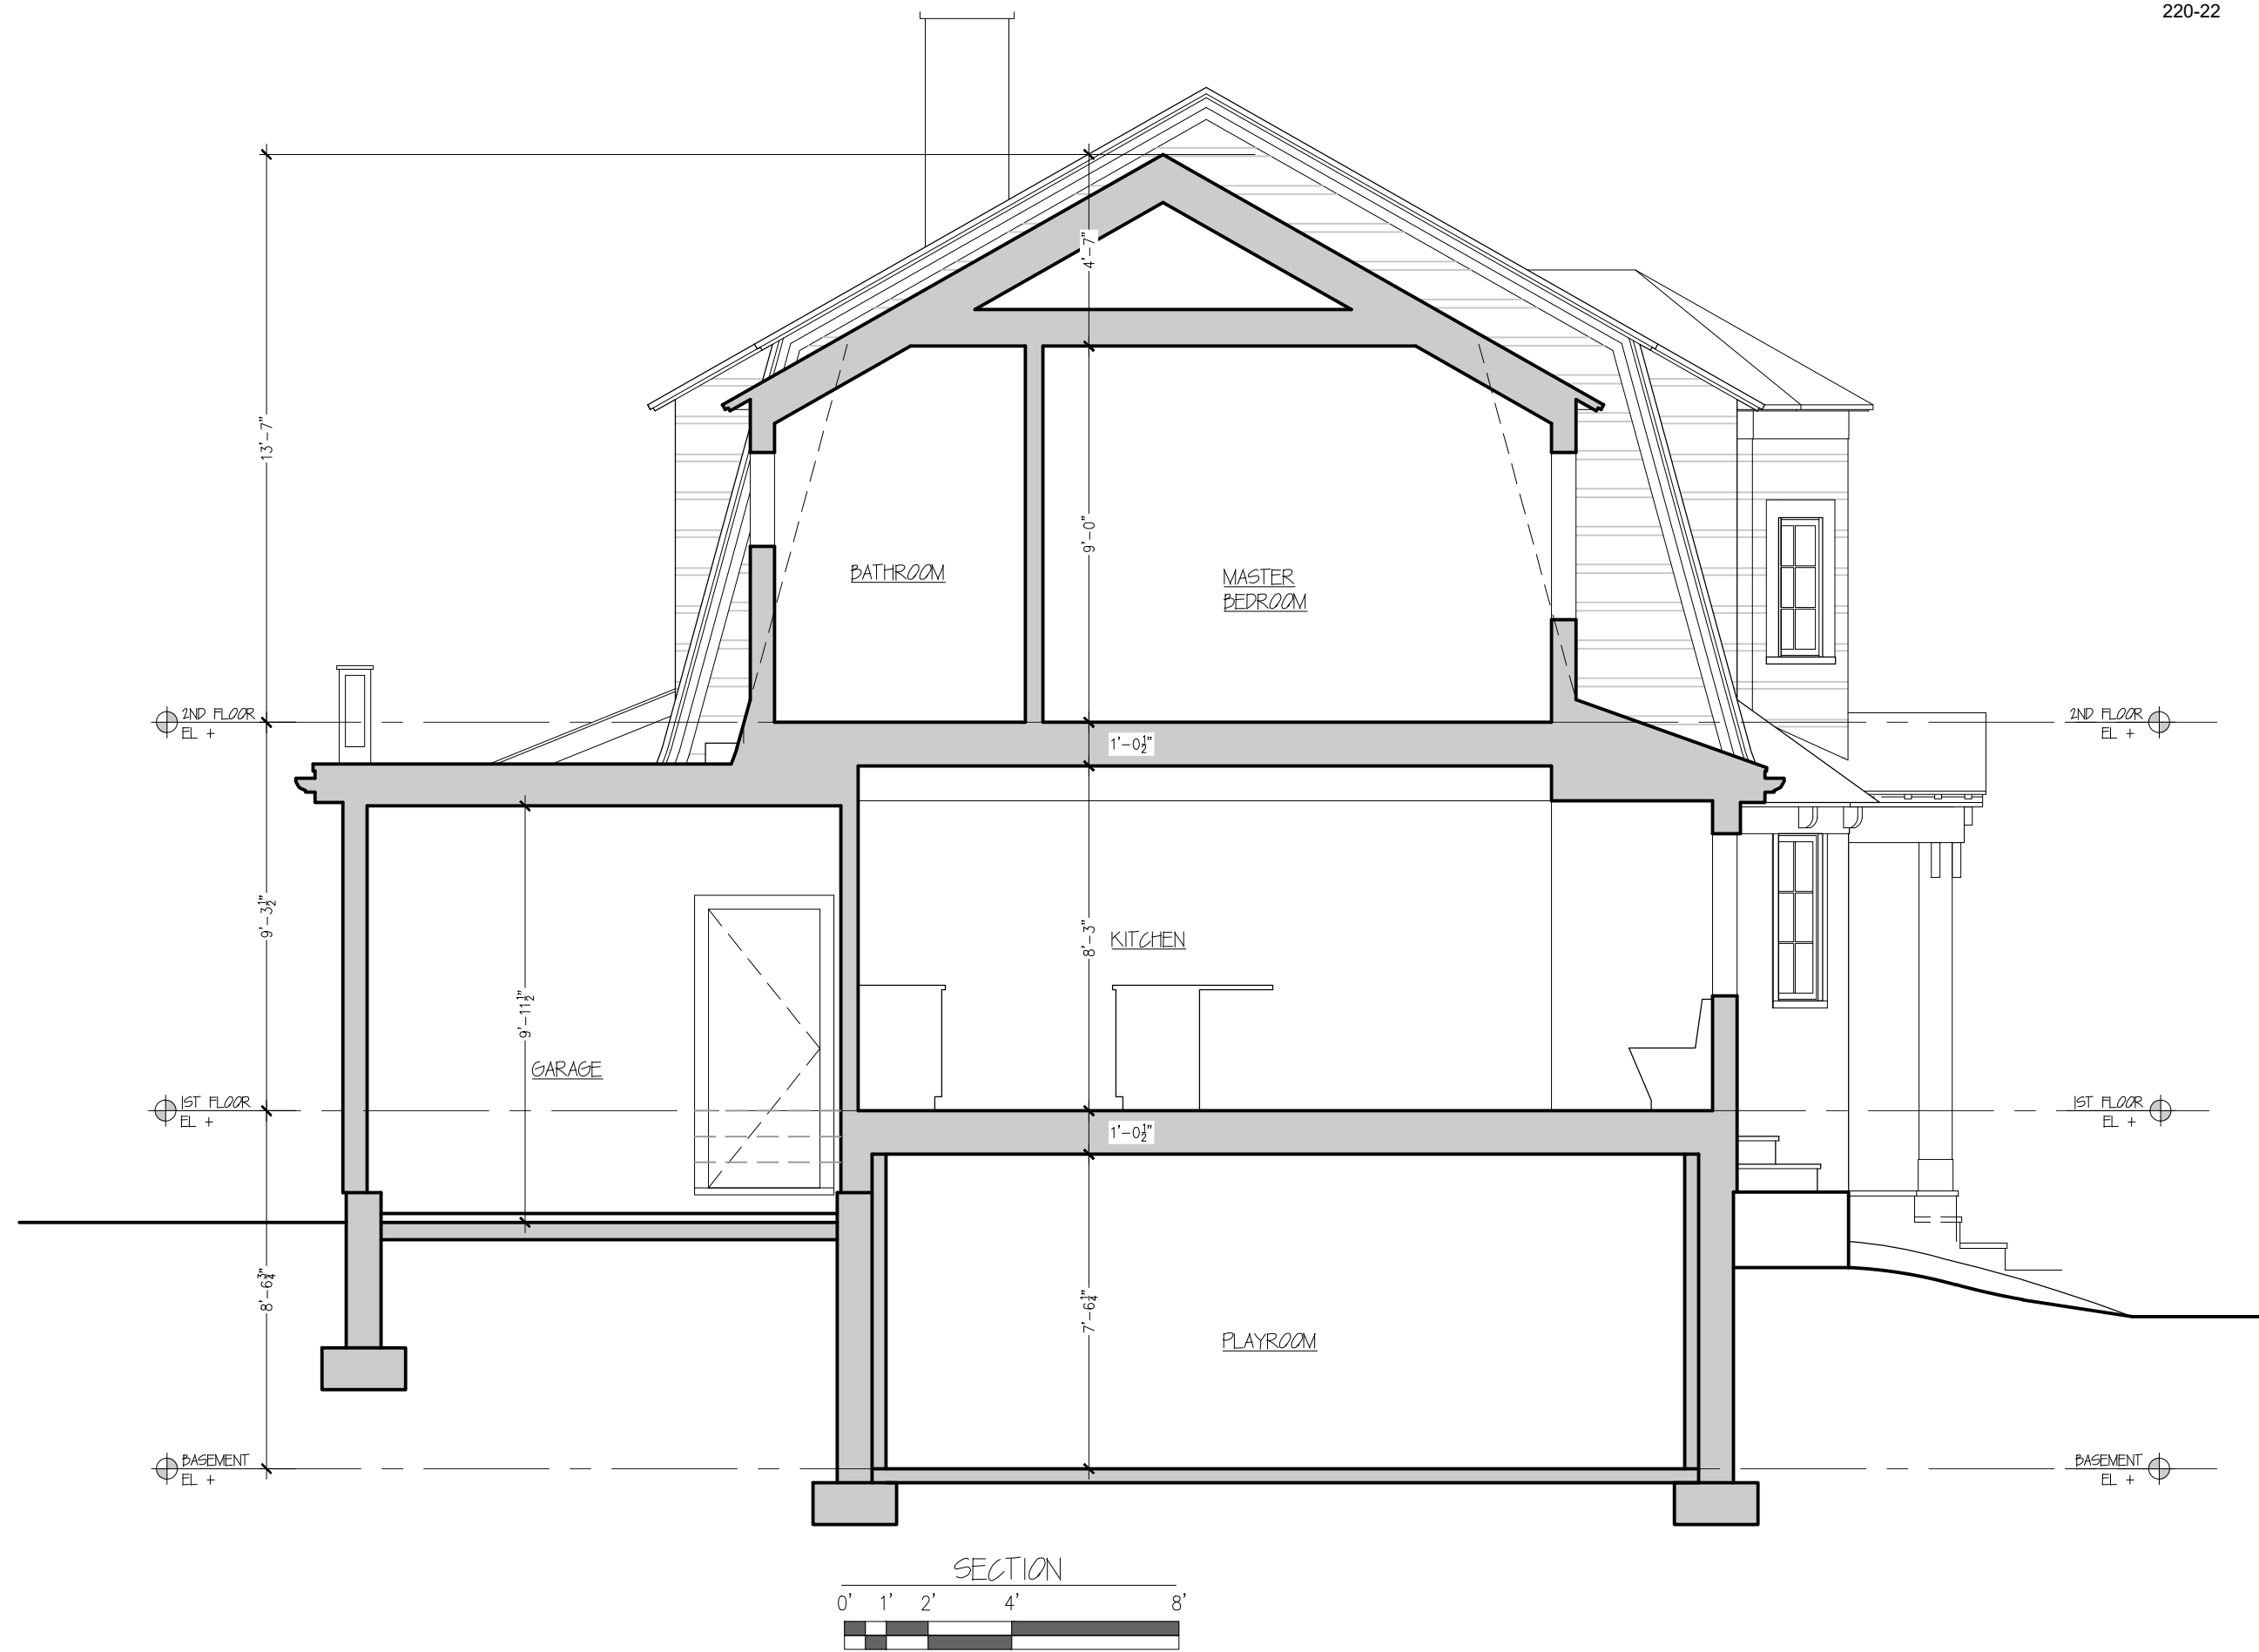 220-22
4'-7"
13'-7"
9'-0"
BATHROOM
MASTER
BEDROOM
2ND FLOOR
EL +
2ND FLOOR
EL +
1'-0½"
9'-3½"
8'-3"
KITCHEN
9'-11½"
GARAGE
1ST FLOOR
EL +
1ST FLOOR
EL +
1'-0½"
8'-6¾"
7'-6¼"
PLAYROOM
BASEMENT
EL +
BASEMENT
EL +
SECTION
0' 1' 2' 4' 8'